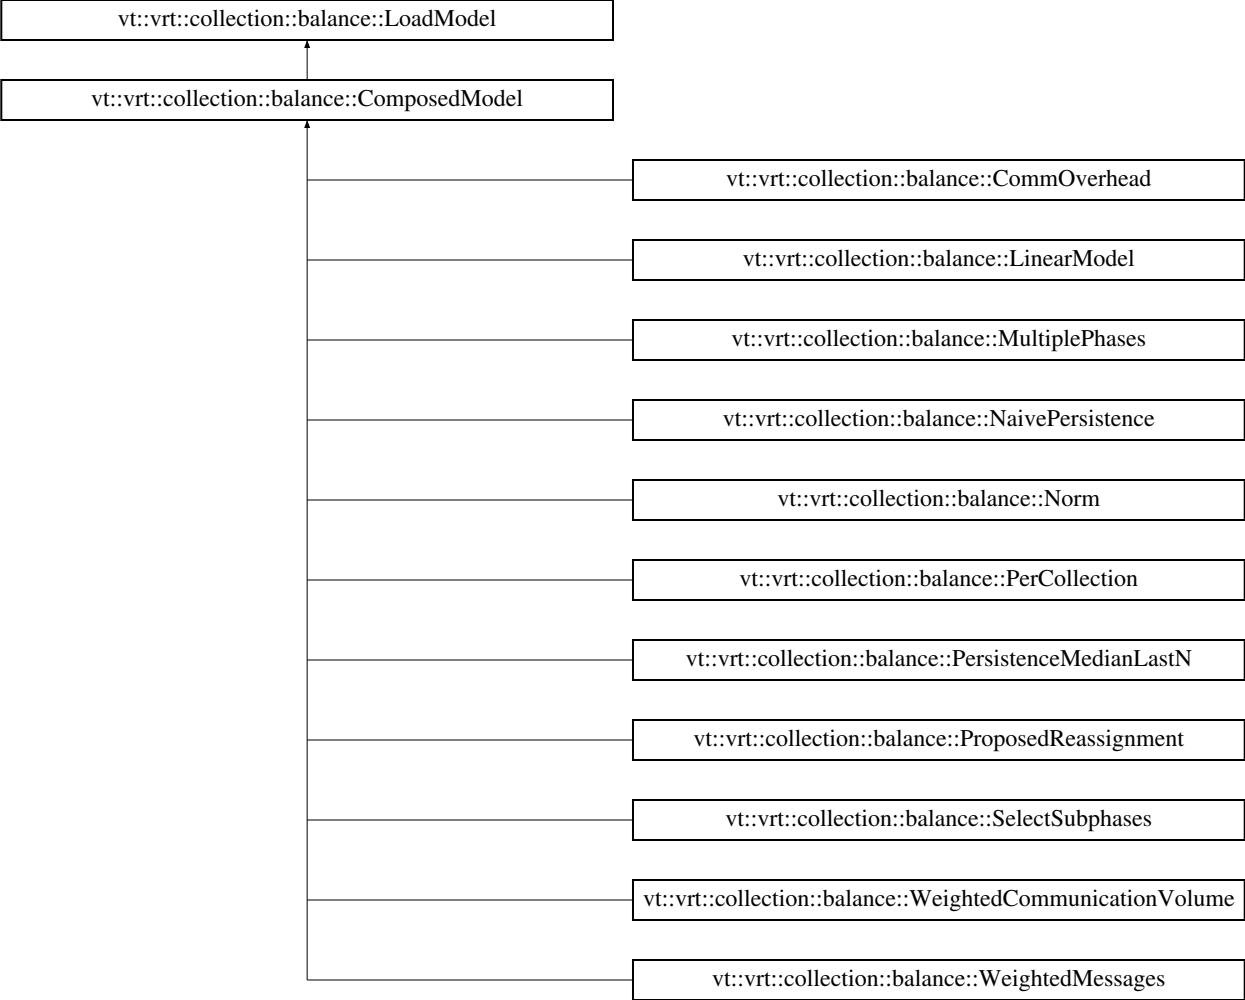 vt::vrt::collection::balance::LoadModel
vt::vrt::collection::balance::ComposedModel
vt::vrt::collection::balance::CommOverhead
vt::vrt::collection::balance::LinearModel
vt::vrt::collection::balance::MultiplePhases
vt::vrt::collection::balance::NaivePersistence
vt::vrt::collection::balance::Norm
vt::vrt::collection::balance::PerCollection
vt::vrt::collection::balance::PersistenceMedianLastN
vt::vrt::collection::balance::ProposedReassignment
vt::vrt::collection::balance::SelectSubphases
vt::vrt::collection::balance::WeightedCommunicationVolume
vt::vrt::collection::balance::WeightedMessages